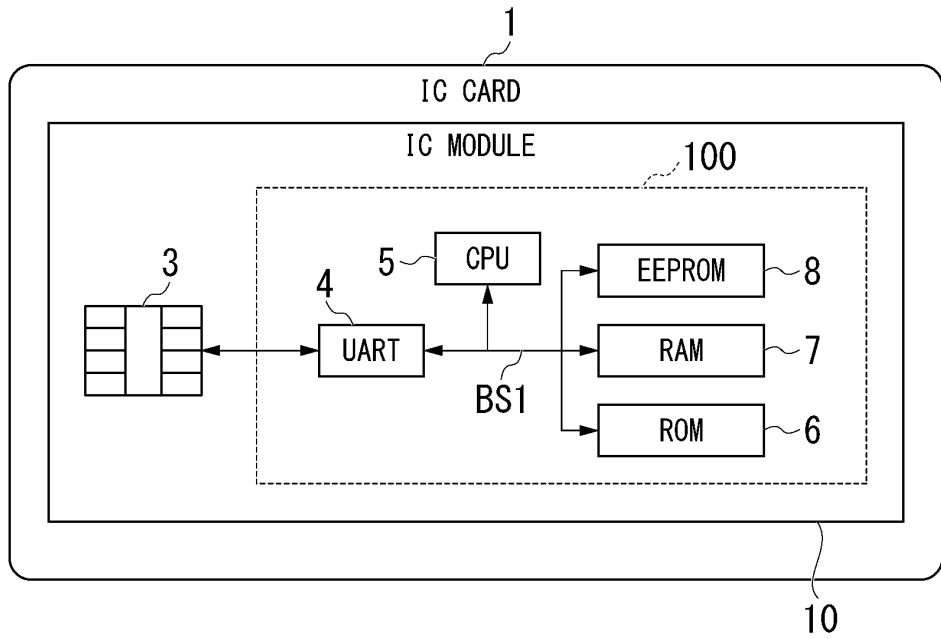 1
IC CARD
IC MODULE
100
3
4
5
CPU
EEPROM
8
UART
RAM
7
BS1
ROM
6
10